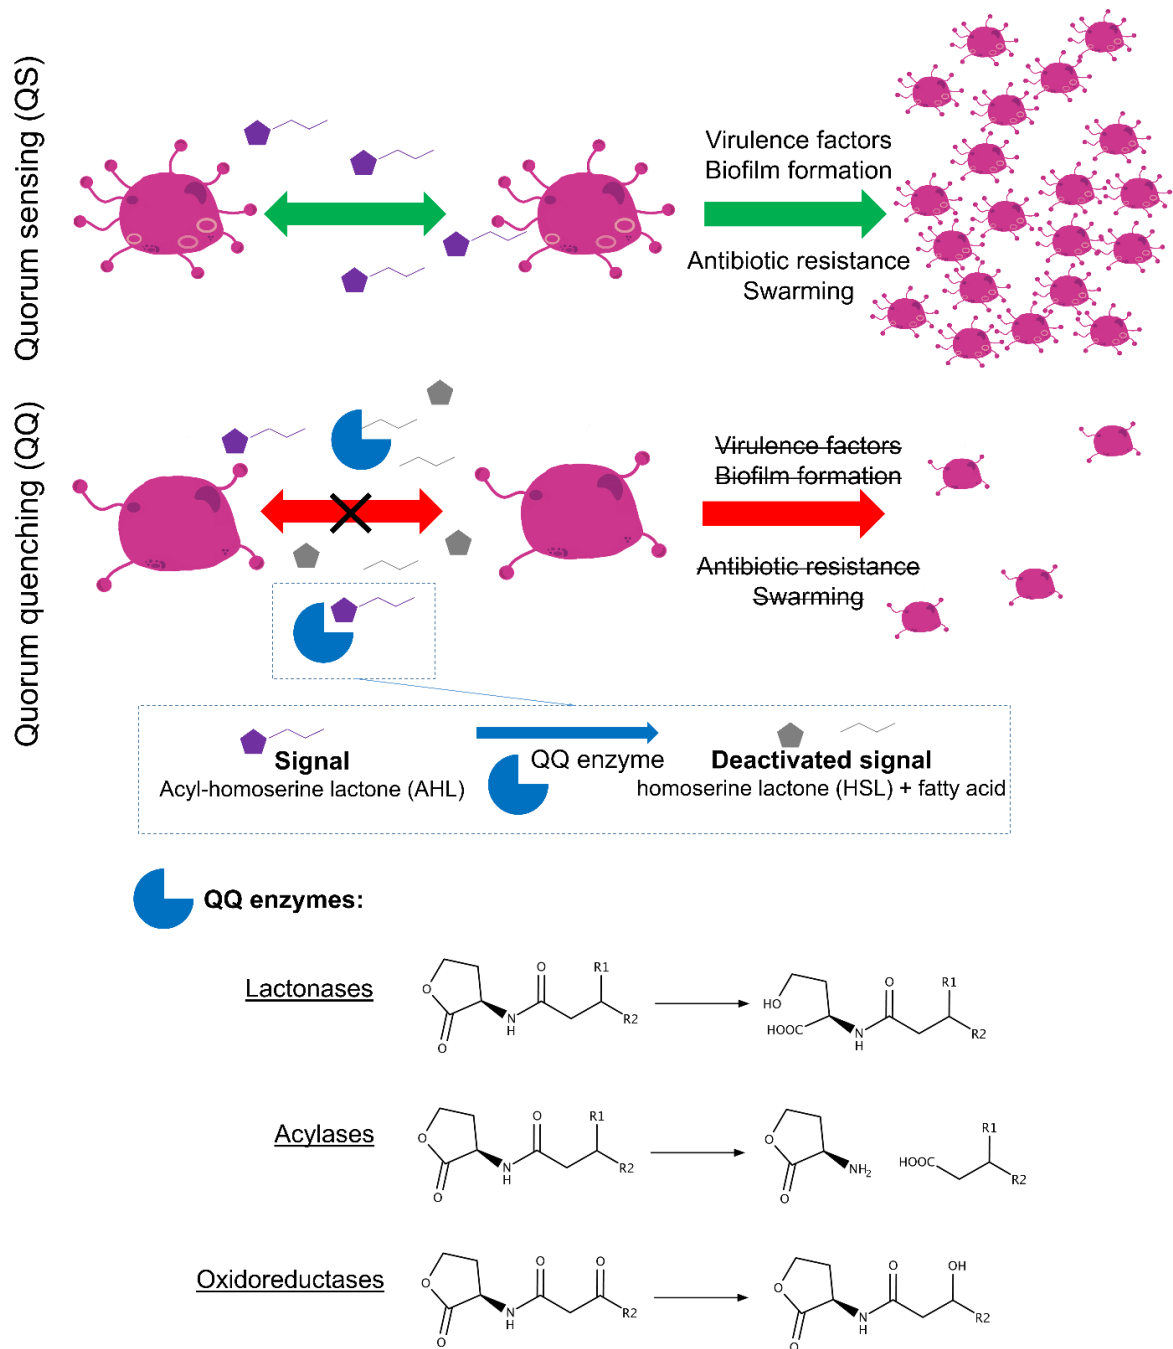 Quorum sensing (QS)
Virulence factors
Biofilm formation
Antibiotic resistance
Swarming
Quorum quenching (QQ)
Virulence factors
Biofilm formation
Antibiotic resistance
Swarming
Signal
Acyl-homoserine lactone (AHL)
QQ enzyme
Deactivated signal
homoserine lactone (HSL) + fatty acid
QQ enzymes:
Lactonases
O
O
N
H
O
R1
R2
HO
HOOC
N
H
O
R1
R2
Acylases
O
O
N
H
O
R1
R2
O
O
NH2
HOOC
R1
R2
Oxidoreductases
O
O
N
H
O
O
R2
O
O
N
H
O
OH
R2